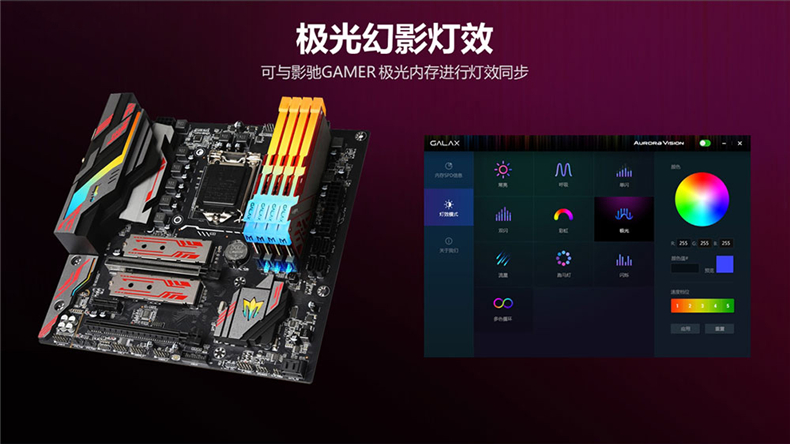 极光幻影灯效
可与影驰GAMER 极光内存进行灯效同步
GALAX
AURORA VISION
内存SPD信息
灯效模式
关于我们
常亮
呼吸
单闪
双闪
彩虹
极光
流星
跑马灯
闪烁
多色循环
颜色
R: 255 G: 255 B: 255
颜色值#
预览
速度档位
1 2 3 4 5
应用
重置